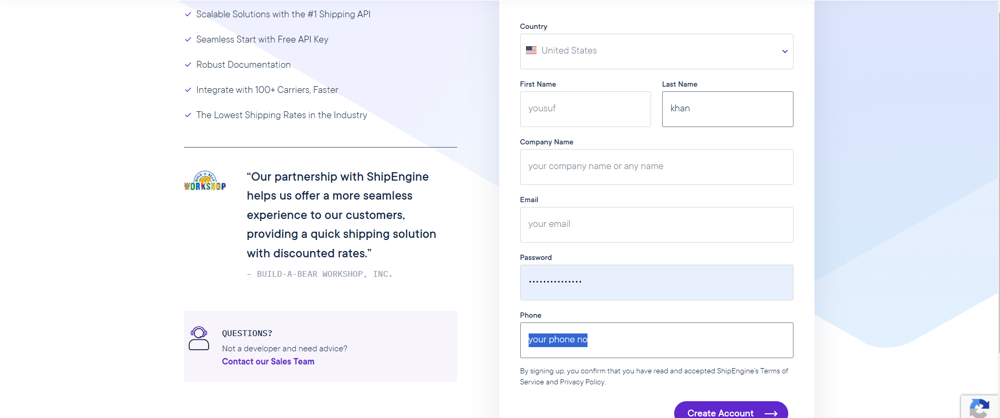 Scalable Solutions with the #1 Shipping API
Seamless Start with Free API Key
Robust Documentation
Integrate with 100+ Carriers, Faster
The Lowest Shipping Rates in the Industry
BUILD-A-BEAR
WORKSHOP
“Our partnership with ShipEngine
helps us offer a more seamless
experience to our customers,
providing a quick shipping solution
with discounted rates.”
– BUILD-A-BEAR WORKSHOP, INC.
QUESTIONS?
Not a developer and need advice?
Contact our Sales Team
Country
United States
First Name
Last Name
yousuf
khan
Company Name
your company name or any name
Email
your email
Password
Phone
your phone no
By signing up, you confirm that you have read and accepted ShipEngine’s Terms of
Service and Privacy Policy.
Create Account